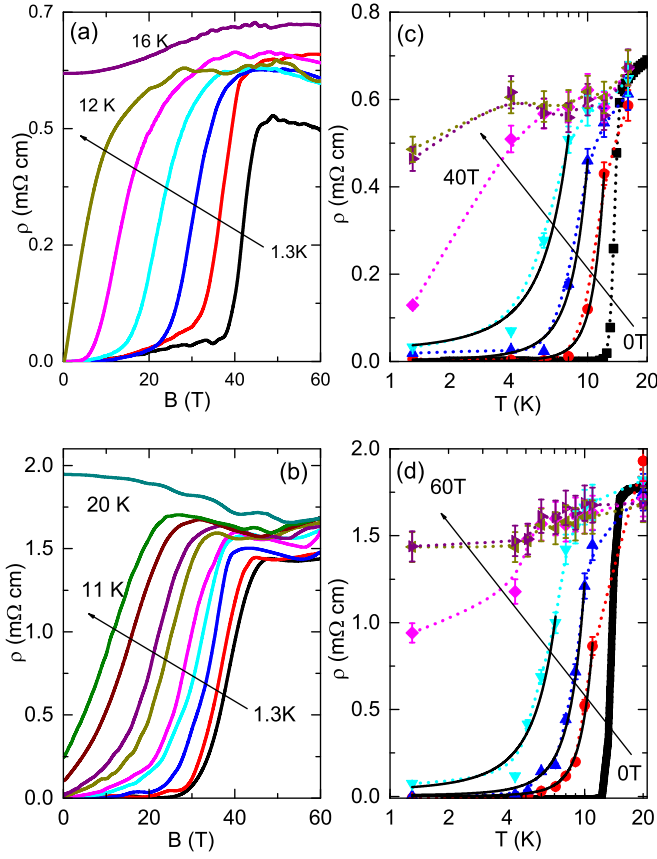 (a)
16 K
12 K
1.3K
ρ (mΩ cm)
0.5
0.2
0.0
0 20 40 60
B (T)
(c)
40T
0T
ρ (mΩ cm)
0.8
0.6
0.4
0.2
0.0
1 2 4 10 20
T (K)
(b)
20 K
11 K
1.3K
ρ (mΩ cm)
2.0
1.5
1.0
0.5
0.0
0 20 40 60
B (T)
(d)
60T
0T
ρ (mΩ cm)
2.0
1.5
1.0
0.5
0.0
1 2 4 10 20
T (K)